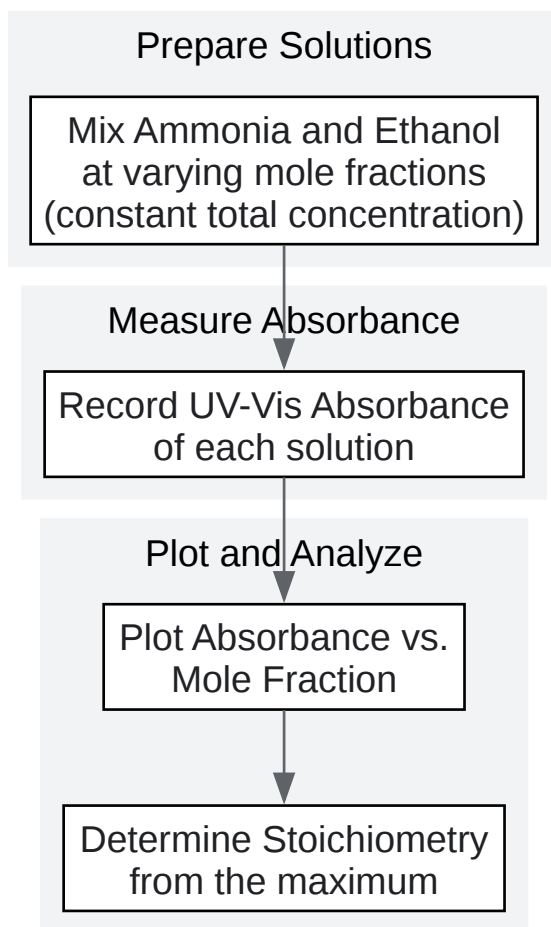 Prepare Solutions
Mix Ammonia and Ethanol
at varying mole fractions
(constant total concentration)
Measure Absorbance
Record UV-Vis Absorbance
of each solution
Plot and Analyze
Plot Absorbance vs.
Mole Fraction
Determine Stoichiometry
from the maximum